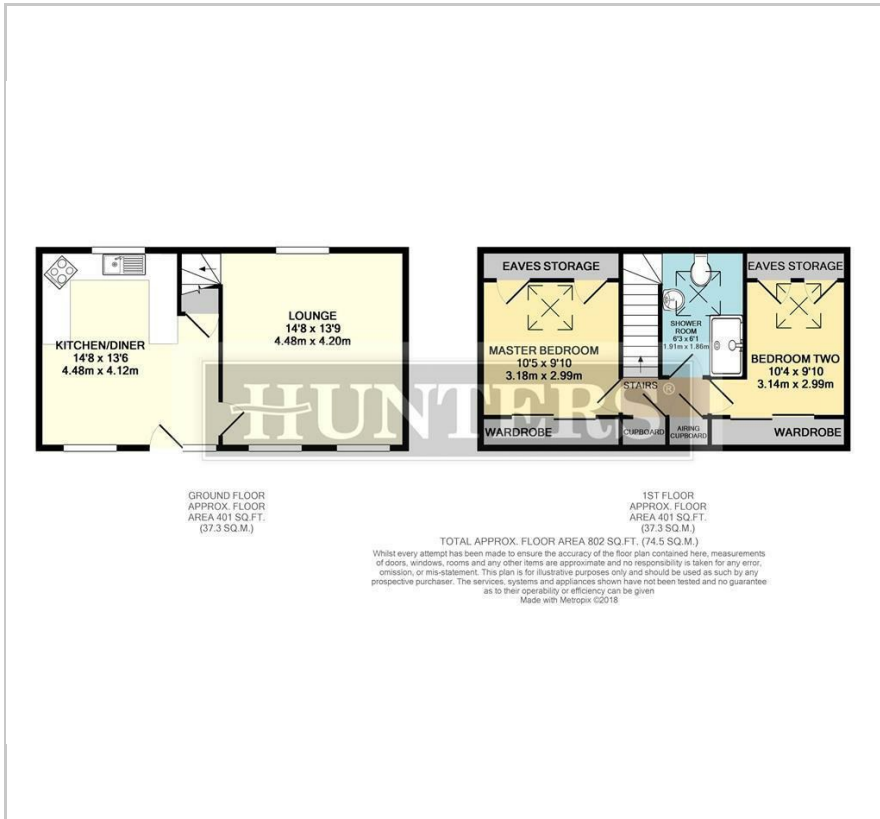 KITCHEN/DINER
14'8 x 13'6
4.48m x 4.12m
LOUNGE
14'8 x 13'9
4.48m x 4.20m
EAVES STORAGE
MASTER BEDROOM
10'5 x 9'10
3.18m x 2.99m
WARDROBE
STAIRS
CUPBOARD
SHOWER
ROOM
6'3 x 6'1
1.91m x 1.86m
AIRING
CUPBOARD
EAVES STORAGE
BEDROOM TWO
10'4 x 9'10
3.14m x 2.99m
WARDROBE
HUNTERS®
GROUND FLOOR
APPROX. FLOOR
AREA 401 SQ.FT.
(37.3 SQ.M.)
1ST FLOOR
APPROX. FLOOR
AREA 401 SQ.FT.
(37.3 SQ.M.)
TOTAL APPROX. FLOOR AREA 802 SQ.FT. (74.5 SQ.M.)
Whilst every attempt has been made to ensure the accuracy of the floor plan contained here, measurements
of doors, windows, rooms and any other items are approximate and no responsibility is taken for any error,
omission, or mis-statement. This plan is for illustrative purposes only and should be used as such by any
prospective purchaser. The services, systems and appliances shown have not been tested and no guarantee
as to their operability or efficiency can be given
Made with Metropix ©2018